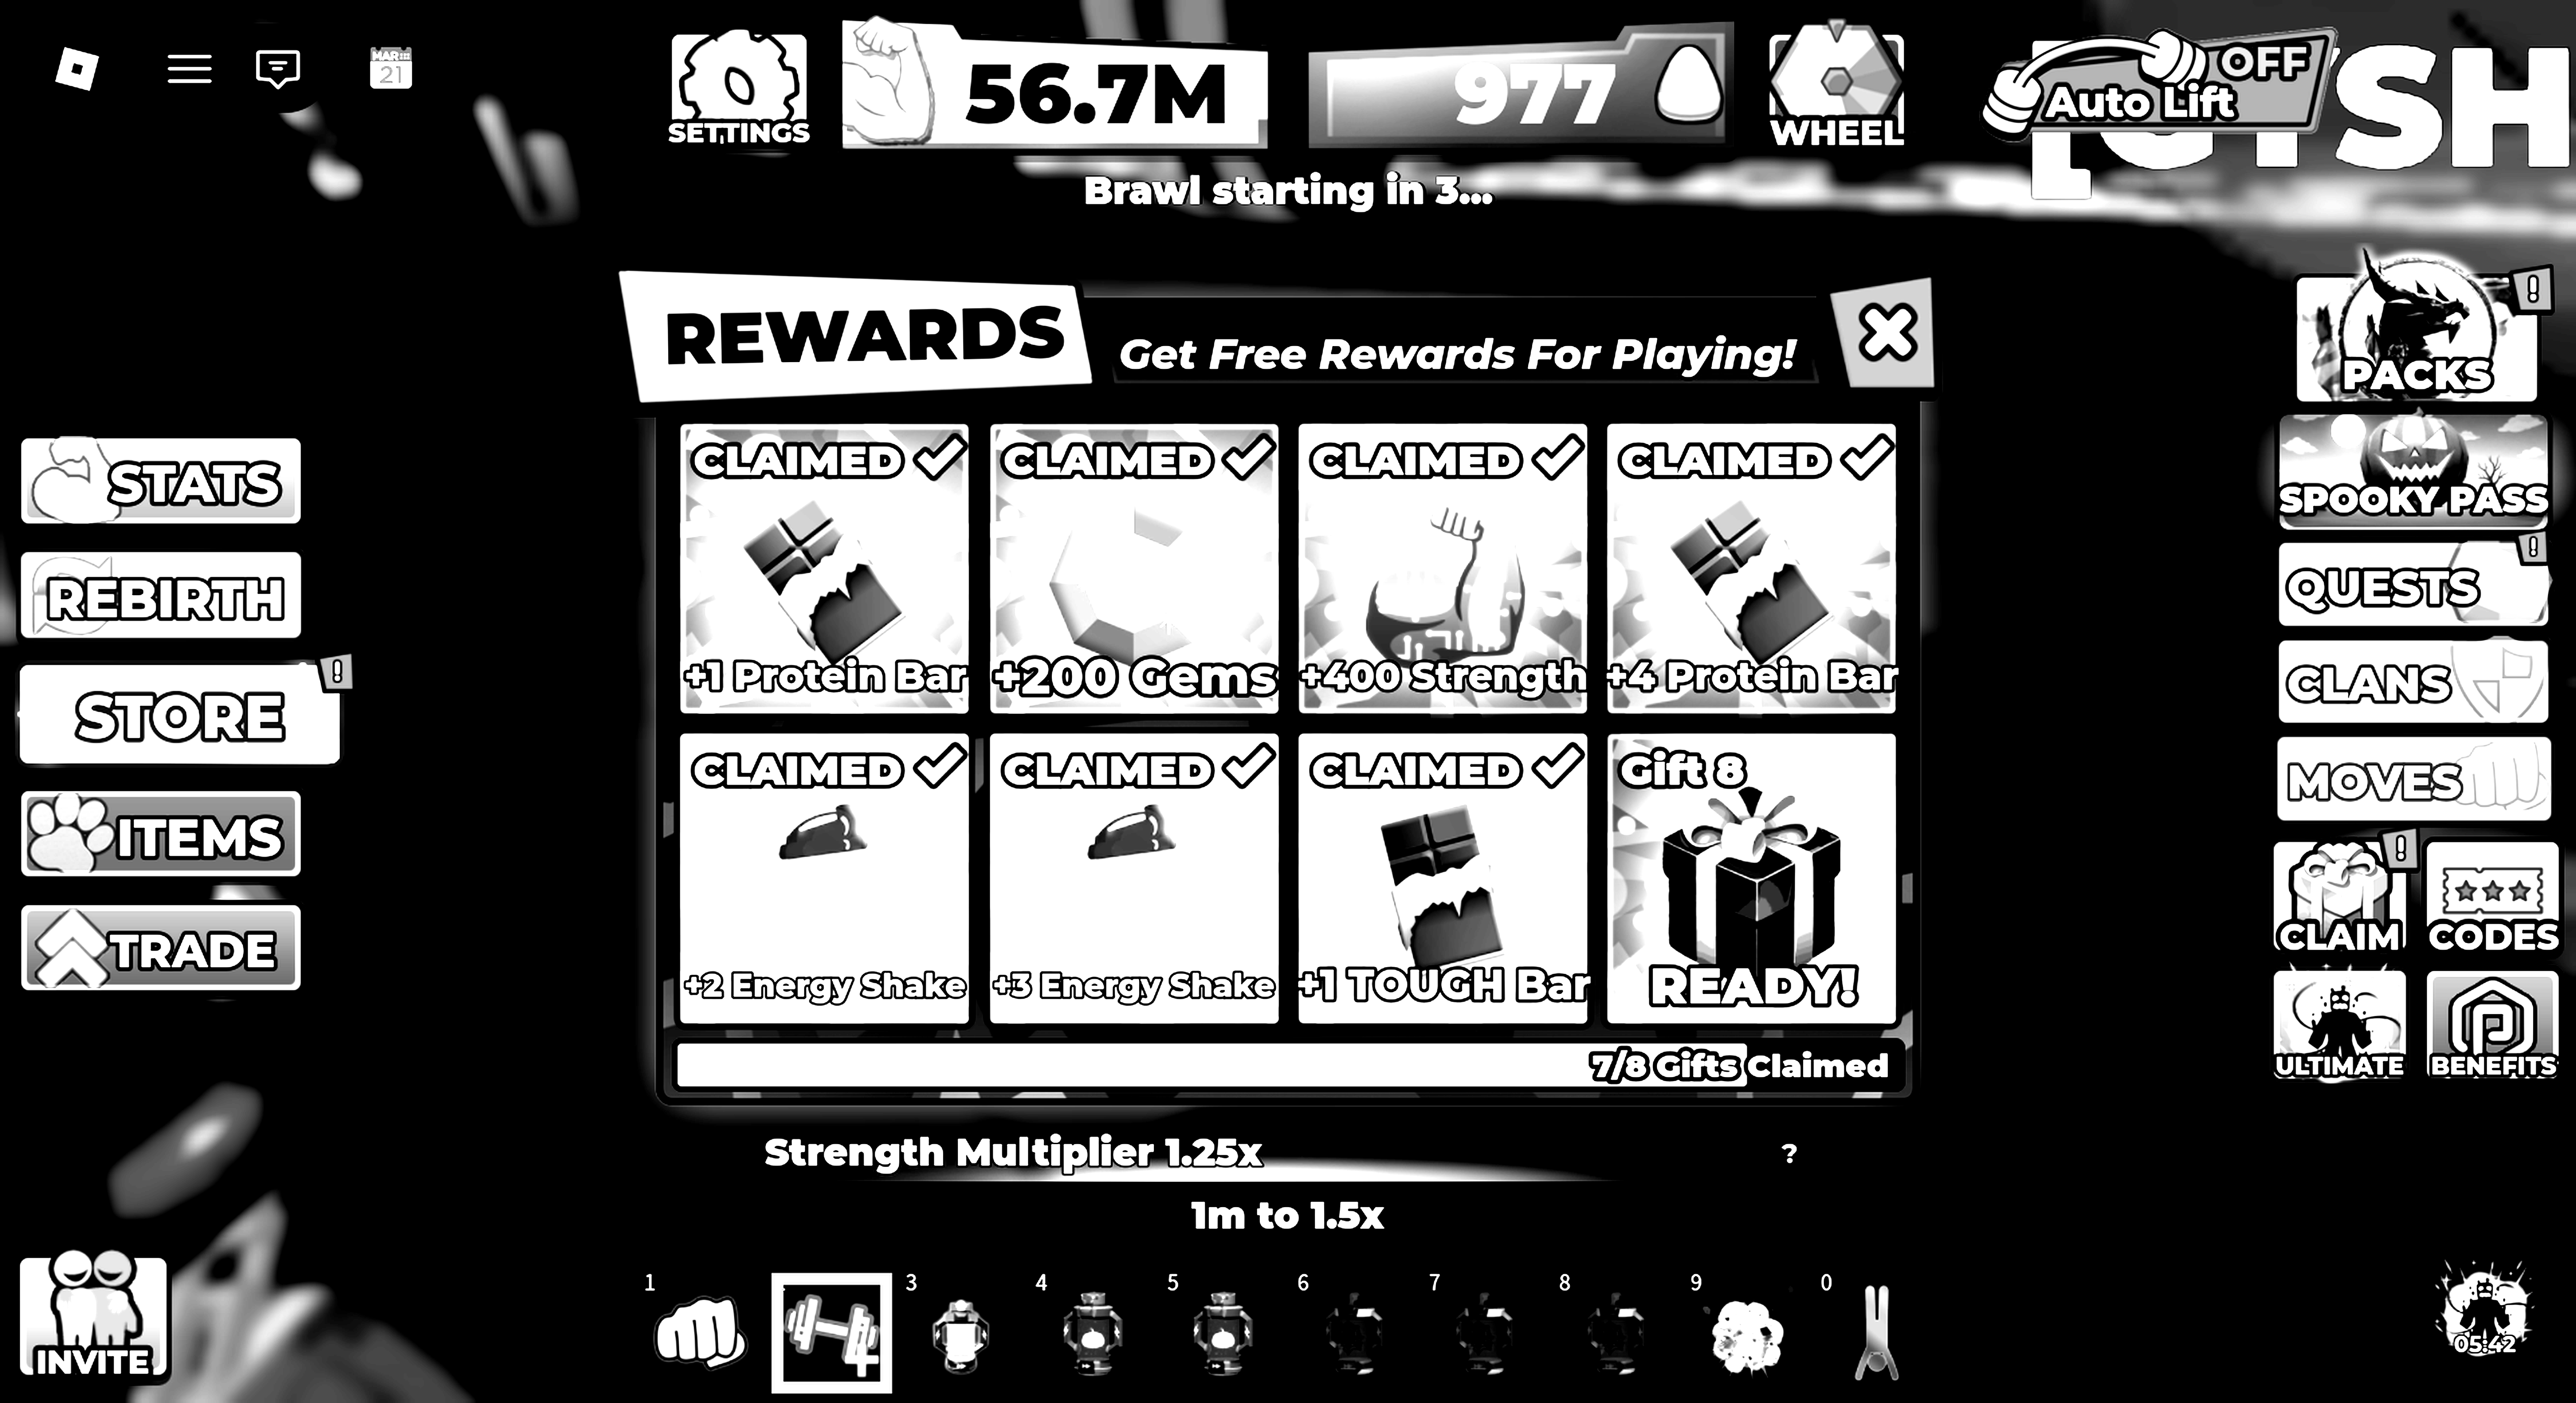 MAR
21
SETTINGS
56.7M
977
WHEEL
OFF
Auto Lift
Brawl starting in 3...
REWARDS
Get Free Rewards For Playing!
CLAIMED
+1 Protein Bar
CLAIMED
+200 Gems
CLAIMED
+400 Strength
CLAIMED
+4 Protein Bar
CLAIMED
+2 Energy Shake
CLAIMED
+3 Energy Shake
CLAIMED
+1 TOUGH Bar
Gift 8
READY!
7/8 Gifts Claimed
STATS
REBIRTH
!
STORE
ITEMS
TRADE
INVITE
!
PACKS
SPOOKY PASS
!
QUESTS
CLANS
MOVES
!
CLAIM
CODES
ULTIMATE
BENEFITS
Strength Multiplier 1.25x
?
1m to 1.5x
1 3 4 5 6 7 8 9 0
05:42